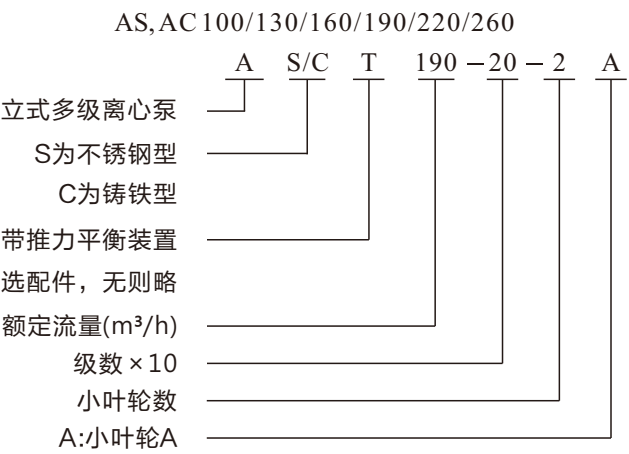 AS,AC100/130/160/190/220/260
A S/C T 190 – 20 – 2 A
立式多级离心泵
S为不锈钢型
C为铸铁型
带推力平衡装置
选配件，无则略
额定流量(m³/h)
级数×10
小叶轮数
A:小叶轮A